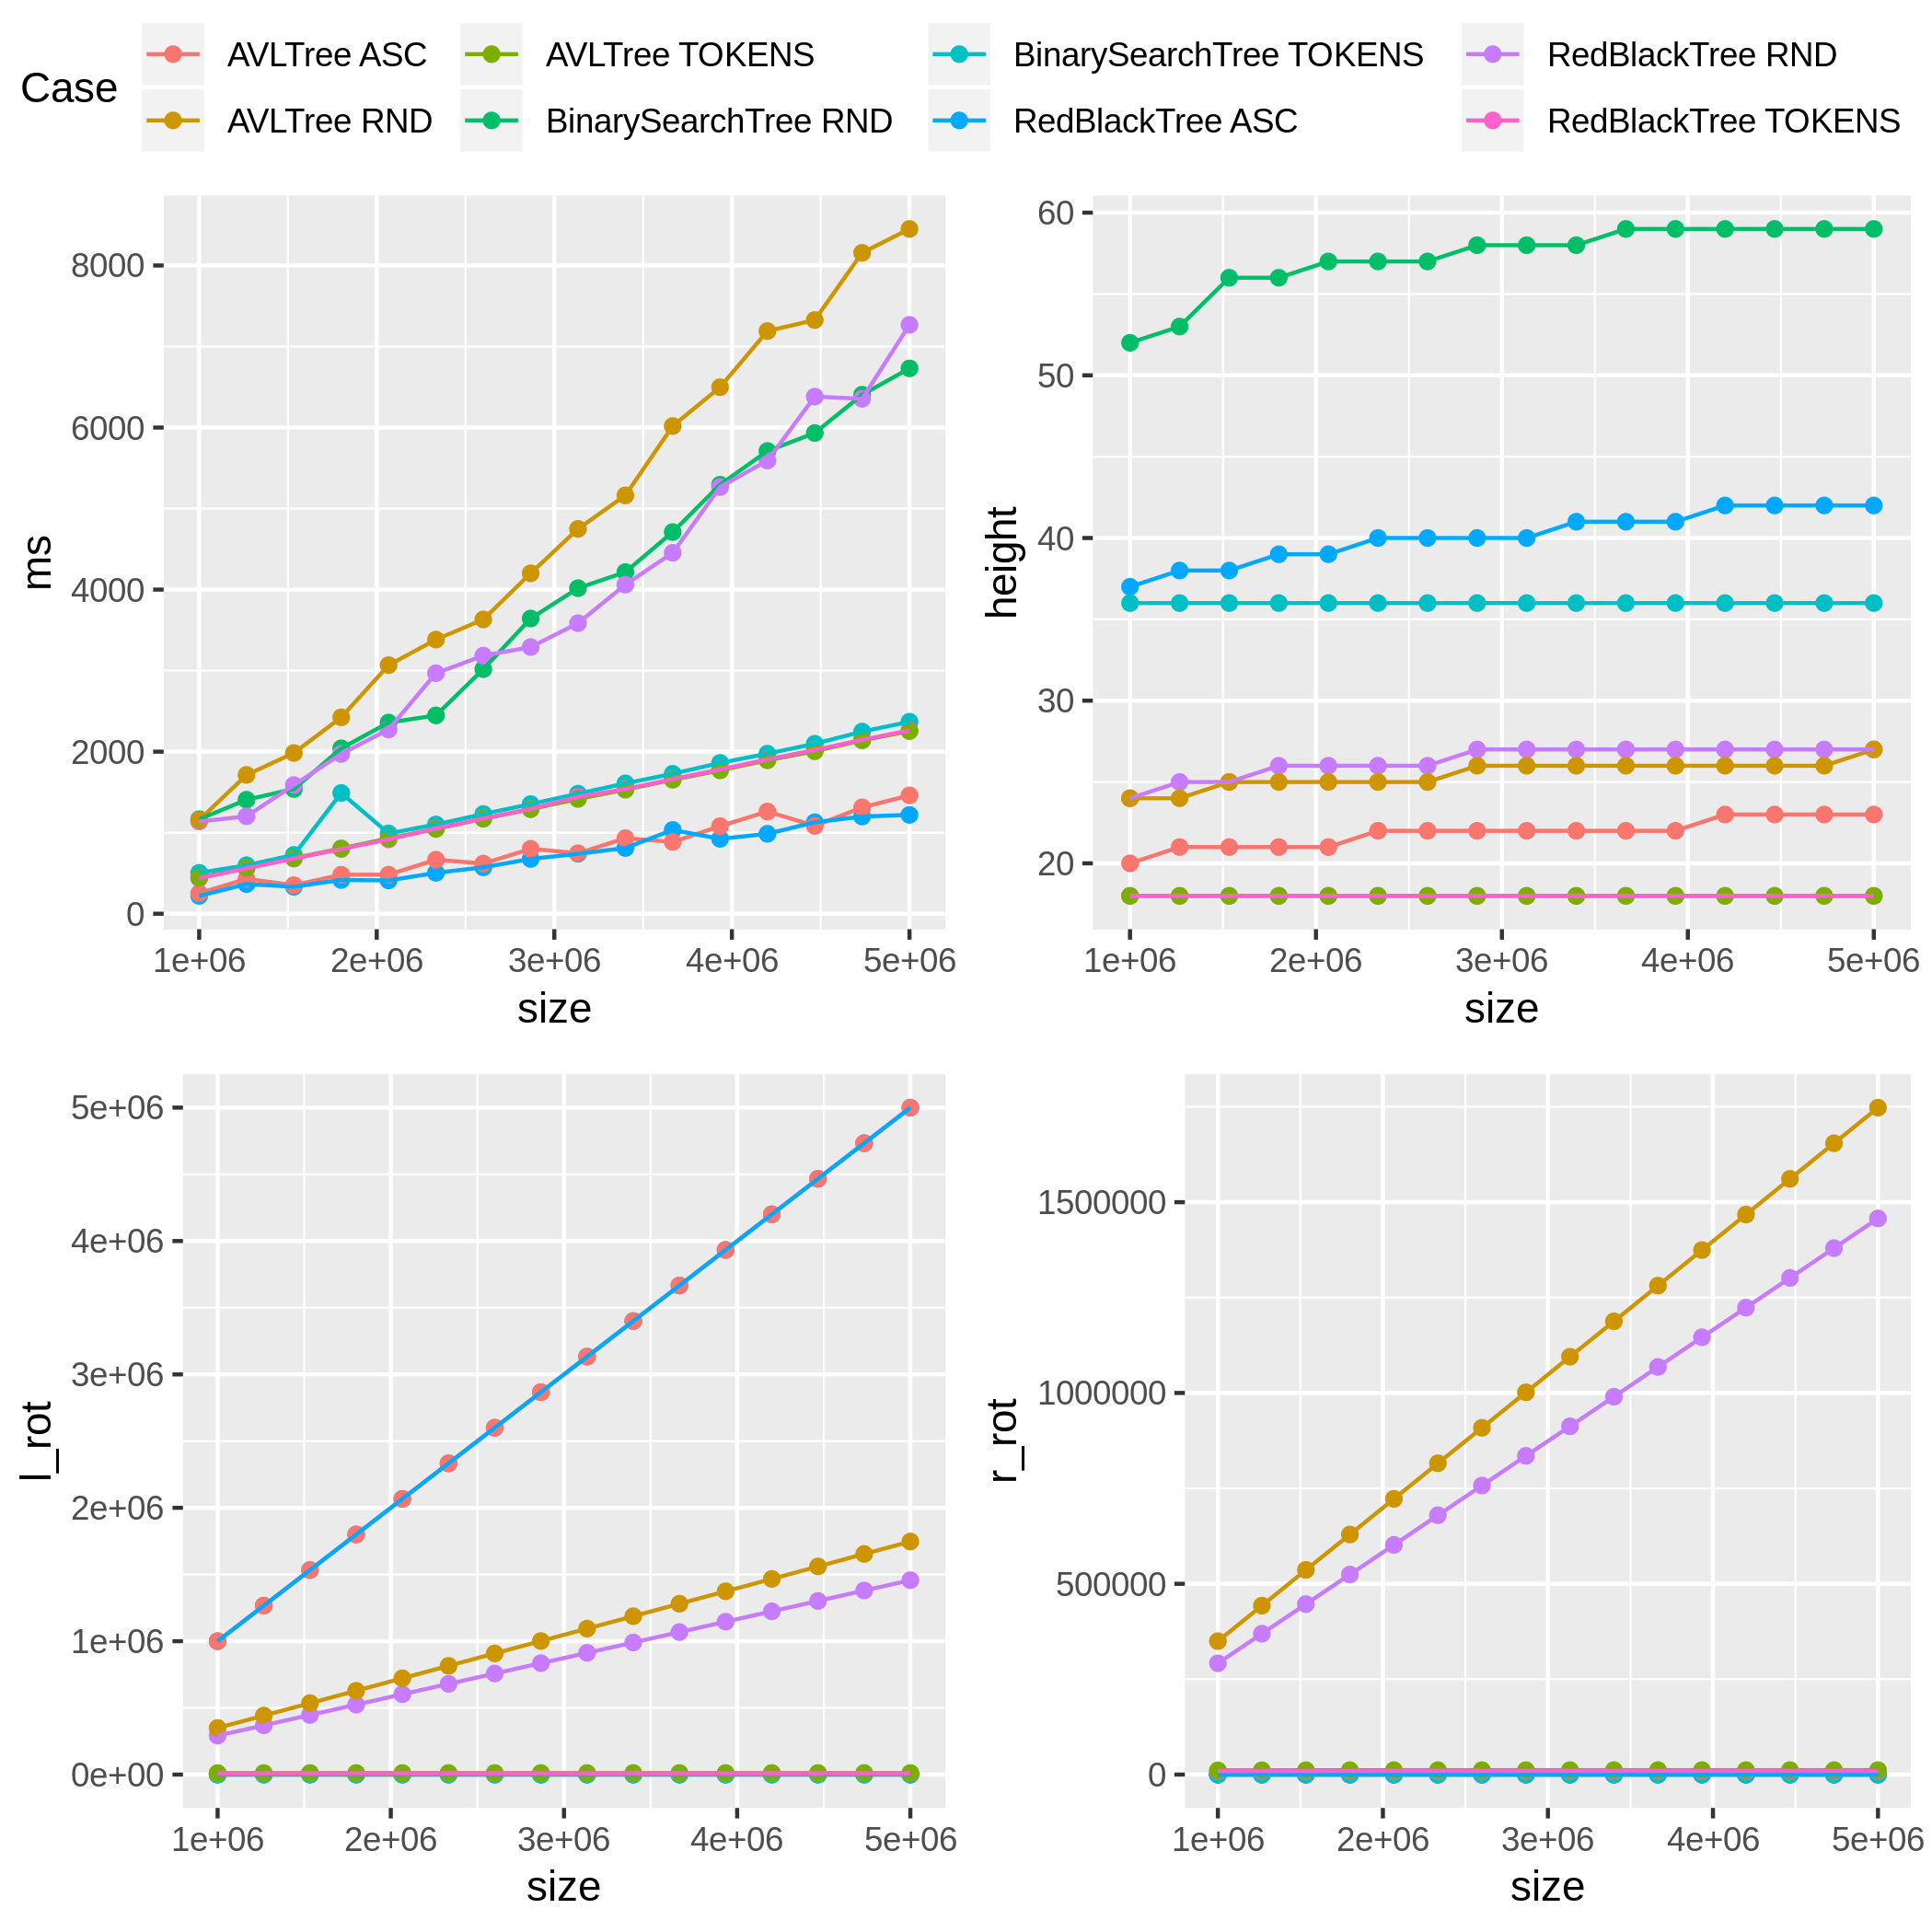 Case
AVLTree ASC
AVLTree TOKENS
BinarySearchTree TOKENS
RedBlackTree RND
AVLTree RND
BinarySearchTree RND
RedBlackTree ASC
RedBlackTree TOKENS
ms
8000
6000
4000
2000
0
1e+06 2e+06 3e+06 4e+06 5e+06
size
height
60
50
40
30
20
1e+06 2e+06 3e+06 4e+06 5e+06
size
l_rot
5e+06
4e+06
3e+06
2e+06
1e+06
0e+00
1e+06 2e+06 3e+06 4e+06 5e+06
size
r_rot
1500000
1000000
500000
0
1e+06 2e+06 3e+06 4e+06 5e+06
size